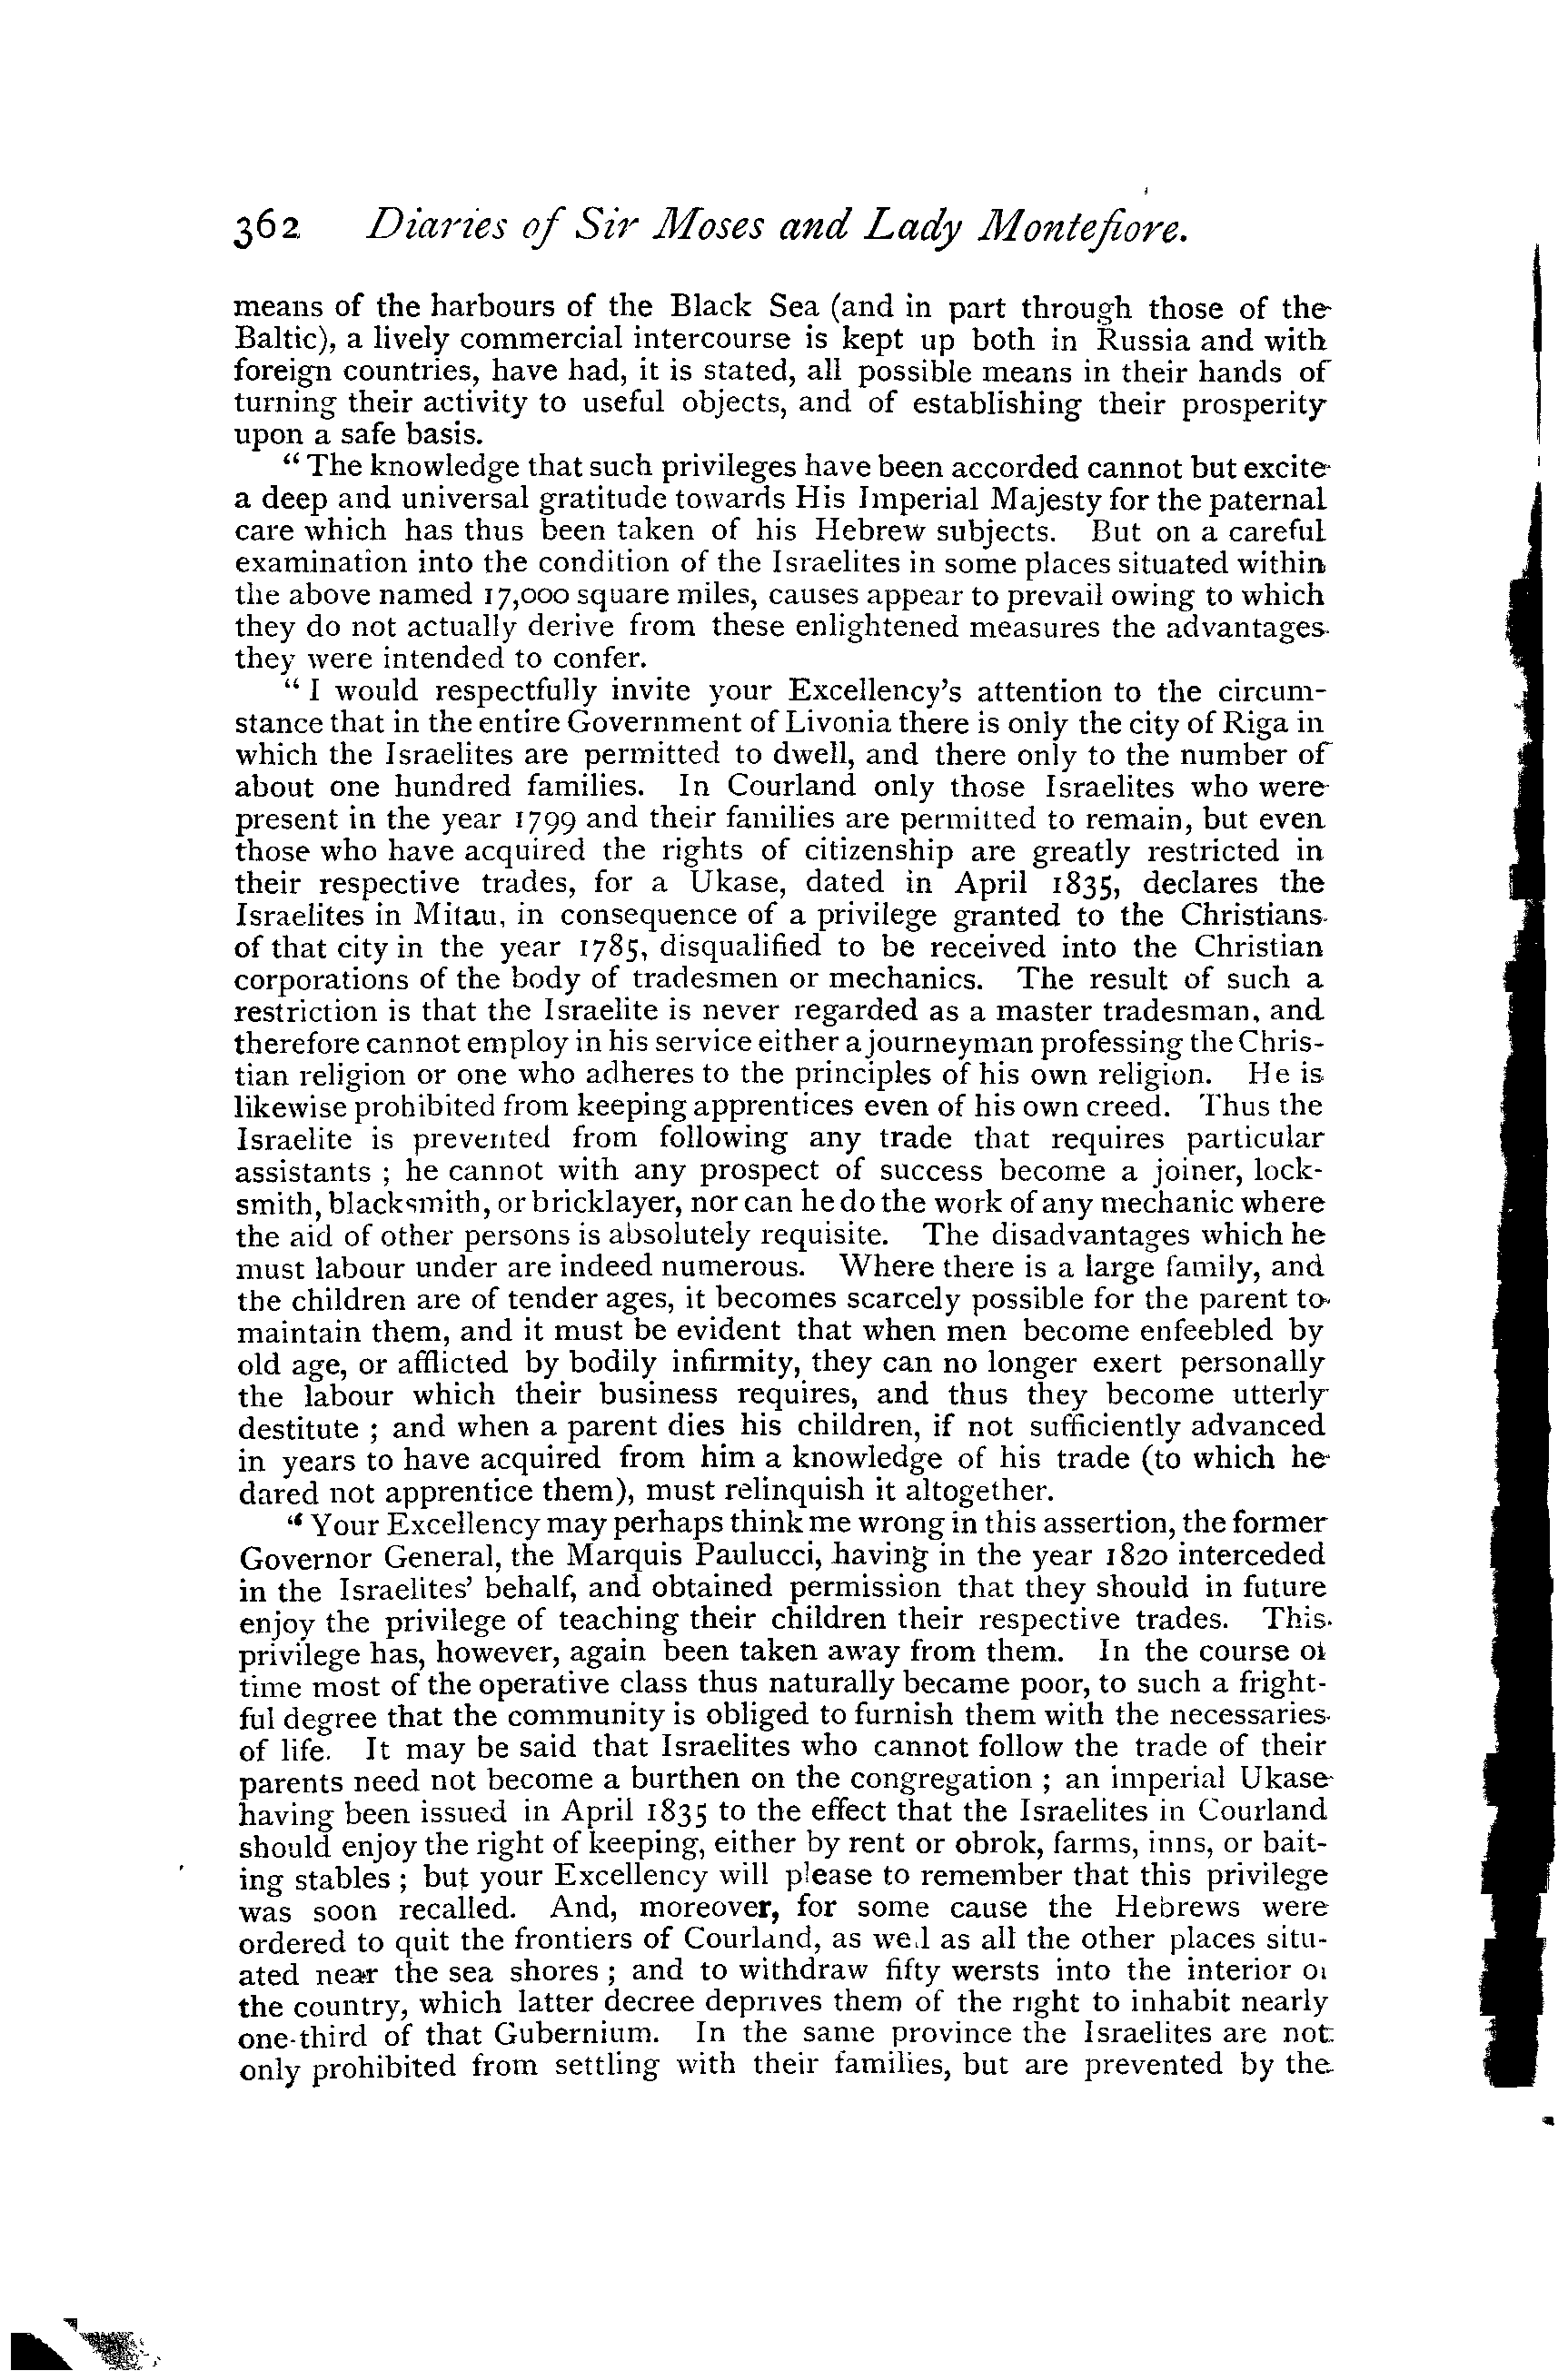 362 Diaries of Sir Moses and Lady Montefiore.
means of the harbours of the Black Sea (and in part through those of the
Baltic), a lively commercial intercourse is kept up both in Russia and with
foreign countries, have had, it is stated, all possible means in their hands of
turning their activity to useful objects, and of establishing their prosperity
upon a safe basis.
“ The knowledge that such privileges have been accorded cannot but excite
a deep and universal gratitude towards His Imperial Majesty for the paternal
care which has thus been taken of his Hebrew subjects. But on a careful
examination into the condition of the Israelites in some places situated within
the above named 17,000 square miles, causes appear to prevail owing to which
they do not actually derive from these enlightened measures the advantages
they were intended to confer.
“ I would respectfully invite your Excellency’s attention to the circum-
stance that in the entire Government of Livonia there is only the city of Riga in
which the Israelites are permitted to dwell, and there only to the number of
about one hundred families. In Courland only those Israelites who were
present in the year 1799 and their families are permitted to remain, but even
those who have acquired the rights of citizenship are greatly restricted in
their respective trades, for a Ukase, dated in April 1835, declares the
Israelites in Mitau, in consequence of a privilege granted to the Christians
of that city in the year 1785, disqualified to be received into the Christian
corporations of the body of tradesmen or mechanics. The result of such a
restriction is that the Israelite is never regarded as a master tradesman, and
therefore cannot employ in his service either a journeyman professing the Chris-
tian religion or one who adheres to the principles of his own religion. He is
likewise prohibited from keeping apprentices even of his own creed. Thus the
Israelite is prevented from following any trade that requires particular
assistants ; he cannot with any prospect of success become a joiner, lock-
smith, blacksmith, or bricklayer, nor can he do the work of any mechanic where
the aid of other persons is absolutely requisite. The disadvantages which he
must labour under are indeed numerous. Where there is a large family, and
the children are of tender ages, it becomes scarcely possible for the parent to
maintain them, and it must be evident that when men become enfeebled by
old age, or afflicted by bodily infirmity, they can no longer exert personally
the labour which their business requires, and thus they become utterly
destitute ; and when a parent dies his children, if not sufficiently advanced
in years to have acquired from him a knowledge of his trade (to which he
dared not apprentice them), must relinquish it altogether.
“ Your Excellency may perhaps think me wrong in this assertion, the former
Governor General, the Marquis Paulucci, having in the year 1820 interceded
in the Israelites’ behalf, and obtained permission that they should in future
enjoy the privilege of teaching their children their respective trades. This
privilege has, however, again been taken away from them. In the course of
time most of the operative class thus naturally became poor, to such a fright-
ful degree that the community is obliged to furnish them with the necessaries
of life. It may be said that Israelites who cannot follow the trade of their
parents need not become a burthen on the congregation ; an imperial Ukase
having been issued in April 1835 to the effect that the Israelites in Courland
should enjoy the right of keeping, either by rent or obrok, farms, inns, or bait-
ing stables ; but your Excellency will please to remember that this privilege
was soon recalled. And, moreover, for some cause the Hebrews were
ordered to quit the frontiers of Courland, as well as all the other places situ-
ated near the sea shores ; and to withdraw fifty wersts into the interior of
the country, which latter decree deprives them of the right to inhabit nearly
one-third of that Gubernium. In the same province the Israelites are not
only prohibited from settling with their families, but are prevented by the